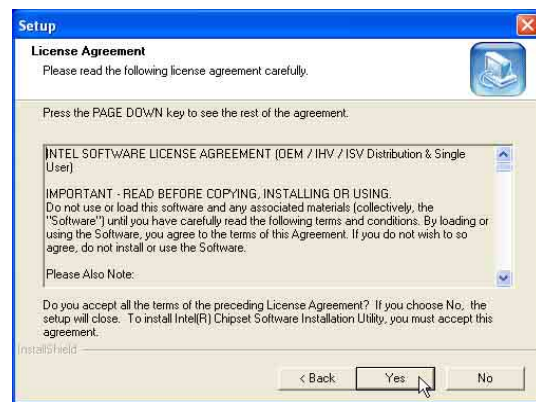 Setup
License Agreement
Please read the following license agreement carefully.
Press the PAGE DOWN key to see the rest of the agreement.
INTEL SOFTWARE LICENSE AGREEMENT (OEM / IHV / ISV Distribution & Single
User)
IMPORTANT - READ BEFORE COPYING, INSTALLING OR USING.
Do not use or load this software and any associated materials (collectively, the
"Software") until you have carefully read the following terms and conditions. By loading or
using the Software, you agree to the terms of this Agreement. If you do not wish to so
agree, do not install or use the Software.
Please Also Note:
Do you accept all the terms of the preceding License Agreement? If you choose No, the
setup will close. To install Intel(R) Chipset Software Installation Utility, you must accept this
agreement.
InstallShield
< Back
Yes
No